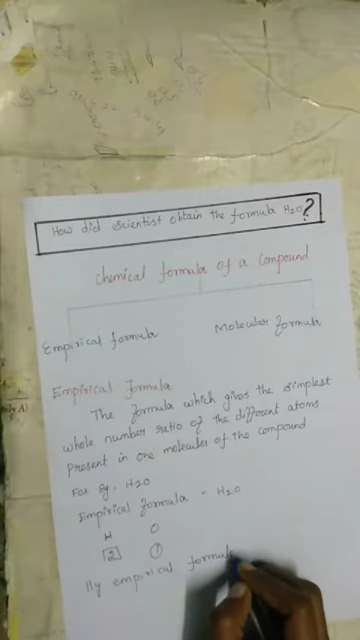 How did scientist obtain the formula H2O?
Chemical formula of a Compound
Empirical formula
Molecular formula
Empirical Formula
The formula which gives the simplest
whole number ratio of the different atoms
present in one molecules of the compound
For eg, H2O
Empirical formula = H2O
H O
2 1
lly empirical formula